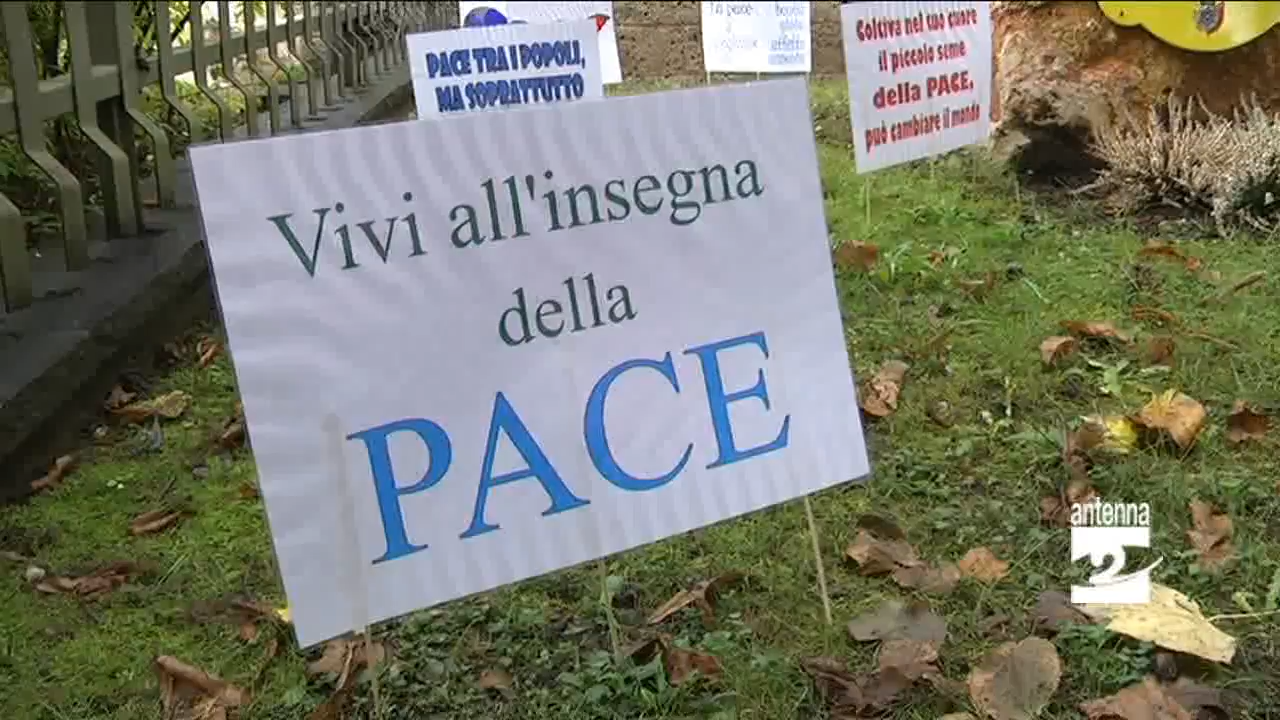 PACE TRA I POPOLI,
MA SOPRATTUTTO
Coltiva nel tuo cuore
il piccolo seme
della PACE,
può cambiare il mondo
Vivi all'insegna
della
PACE
antenna
2